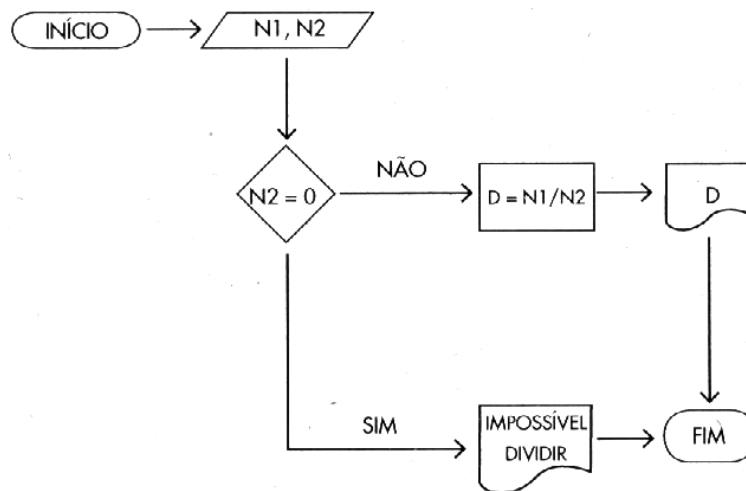 INÍCIO
N1, N2
N2 = 0
NÃO
D = N1/N2
D
SIM
IMPOSSÍVEL
DIVIDIR
FIM